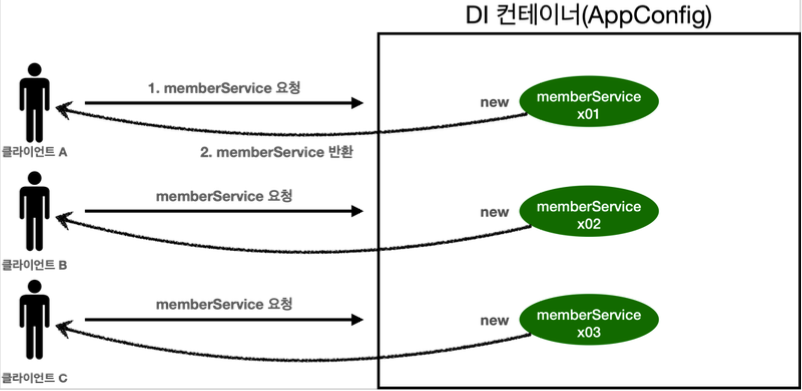 DI 컨테이너(AppConfig)
1. memberService 요청
new
memberService
x01
클라이언트 A
2. memberService 반환
memberService 요청
new
memberService
x02
클라이언트 B
memberService 요청
new
memberService
x03
클라이언트 C